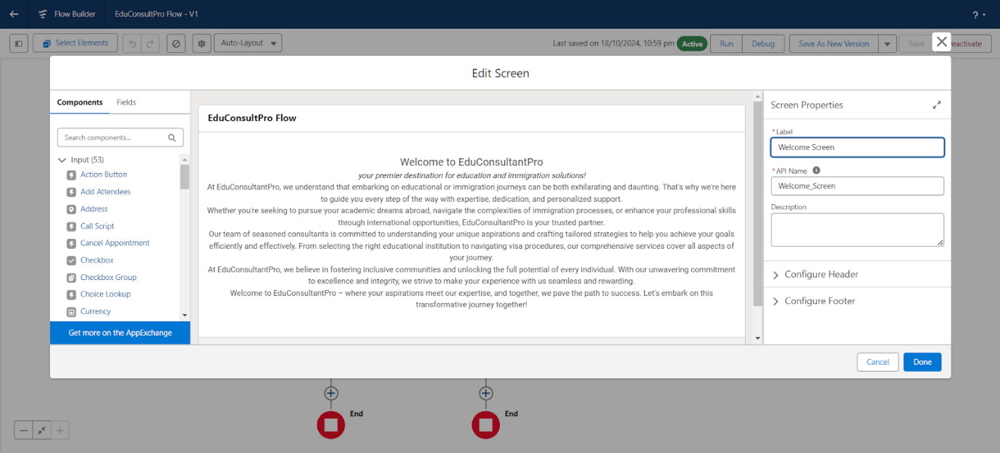 Flow Builder
EduConsultPro Flow - V1
?
Select Elements
Auto-Layout
Last saved on 18/10/2024, 10:59 pm
Active
Run
Debug
Save As New Version
Save
eactivate
Edit Screen
Components
Fields
Search components...
Input (53)
Action Button
Add Attendees
Address
Call Script
Cancel Appointment
Checkbox
Checkbox Group
Choice Lookup
Currency
Get more on the AppExchange
EduConsultPro Flow
Welcome to EduConsultantPro
your premier destination for education and immigration solutions!
At EduConsultantPro, we understand that embarking on educational or immigration journeys can be both exhilarating and daunting. That's why we're here
to guide you every step of the way with expertise, dedication, and personalized support.
Whether you're seeking to pursue your academic dreams abroad, navigate the complexities of immigration processes, or enhance your professional skills
through international opportunities, EduConsultantPro is your trusted partner.
Our team of seasoned consultants is committed to understanding your unique aspirations and crafting tailored strategies to help you achieve your goals
efficiently and effectively. From selecting the right educational institution to navigating visa procedures, our comprehensive services cover all aspects of
your journey.
At EduConsultantPro, we believe in fostering inclusive communities and unlocking the full potential of every individual. With our unwavering commitment
to excellence and integrity, we strive to make your experience with us seamless and rewarding.
Welcome to EduConsultantPro – where your aspirations meet our expertise, and together, we pave the path to success. Let's embark on this
transformative journey together!
Screen Properties
* Label
Welcome Screen
* API Name
Welcome_Screen
Description
Configure Header
Configure Footer
Cancel
Done
End
End